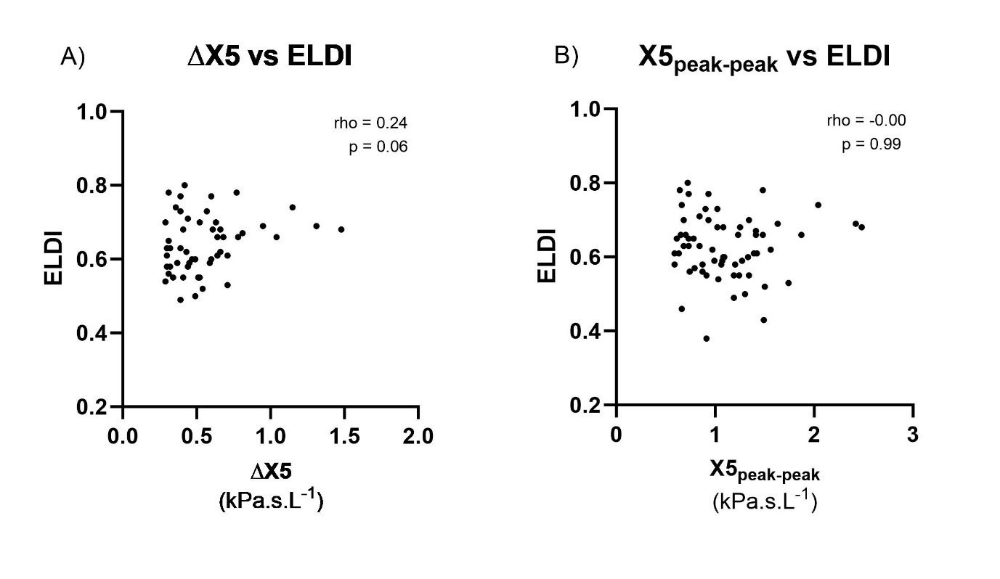 A)
ΔX5 vs ELDI
rho = 0.24
p = 0.06
1.0
0.8
0.6
0.4
0.2
ELDI
0.0 0.5 1.0 1.5 2.0
ΔX5
(kPa.s.L⁻¹)
B)
X5peak-peak vs ELDI
rho = -0.00
p = 0.99
1.0
0.8
0.6
0.4
0.2
ELDI
0 1 2 3
X5peak-peak
(kPa.s.L⁻¹)